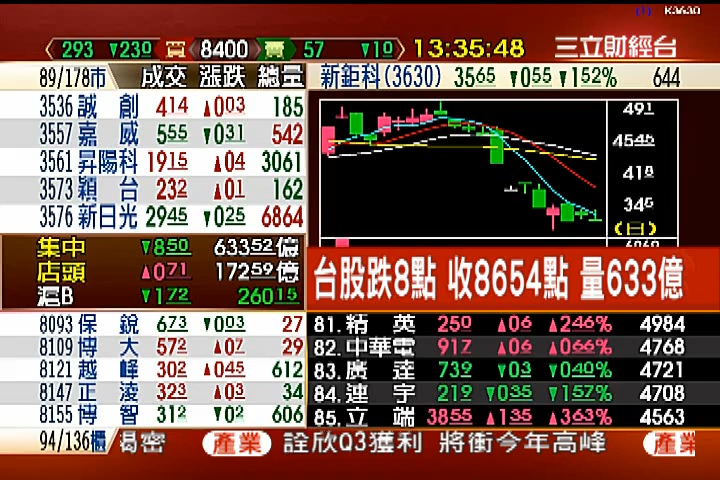 K3630
293 ▼230 買 8400 賣 57 ▼10 13:35:48 三立財經台
89/178市 成交 漲跌 總量
3536 誠創 414 ▲003 185
3557 嘉威 555 ▼031 542
3561 昇陽科 1915 ▲04 3061
3573 穎台 232 ▲01 162
3576 新日光 2945 ▼025 6864
新鉅科(3630) 3565 ▼055 ▼152% 644
491
4545
418
346
(日)
集中 ▼850 63352億
店頭 ▲071 17259億
滬B ▼172 26015
台股跌8點 收8654點 量633億
8093 保銳 673 ▼003 27
8109 博大 572 ▲07 29
8121 越峰 302 ▲045 612
8147 正淩 323 ▲03 34
8155 博智 312 ▼02 606
81.精英 250 ▲06 ▲246% 4984
82.中華電 917 ▲06 ▲066% 4768
83.廣達 739 ▼03 ▼040% 4721
84.連宇 219 ▼035 ▼157% 4708
85.立端 3855 ▲135 ▲363% 4563
94/136櫃 揭密 產業 詮欣Q3獲利 將衝今年高峰 產業